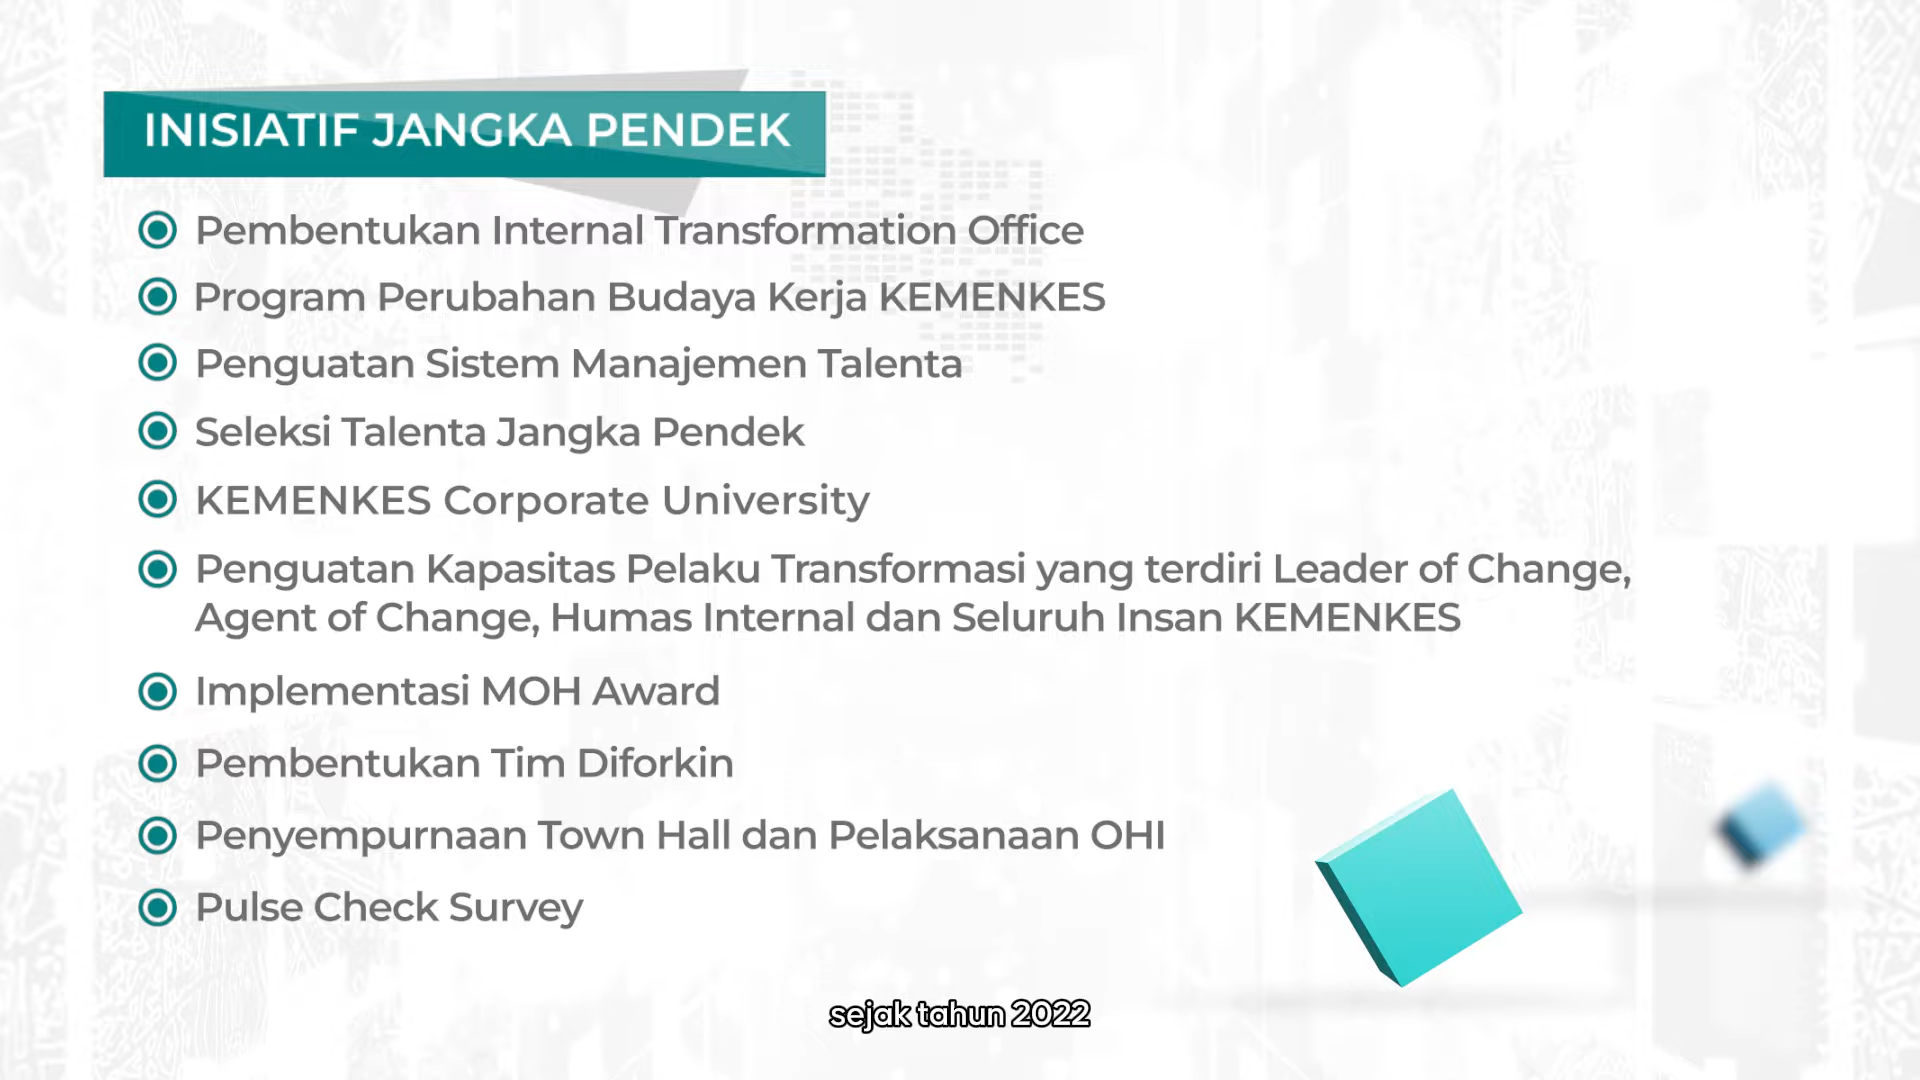 INISIATIF JANGKA PENDEK
Pembentukan Internal Transformation Office
Program Perubahan Budaya Kerja KEMENKES
Penguatan Sistem Manajemen Talenta
Seleksi Talenta Jangka Pendek
KEMENKES Corporate University
Penguatan Kapasitas Pelaku Transformasi yang terdiri Leader of Change,
Agent of Change, Humas Internal dan Seluruh Insan KEMENKES
Implementasi MOH Award
Pembentukan Tim Diforkin
Penyempurnaan Town Hall dan Pelaksanaan OHI
Pulse Check Survey
sejak tahun 2022